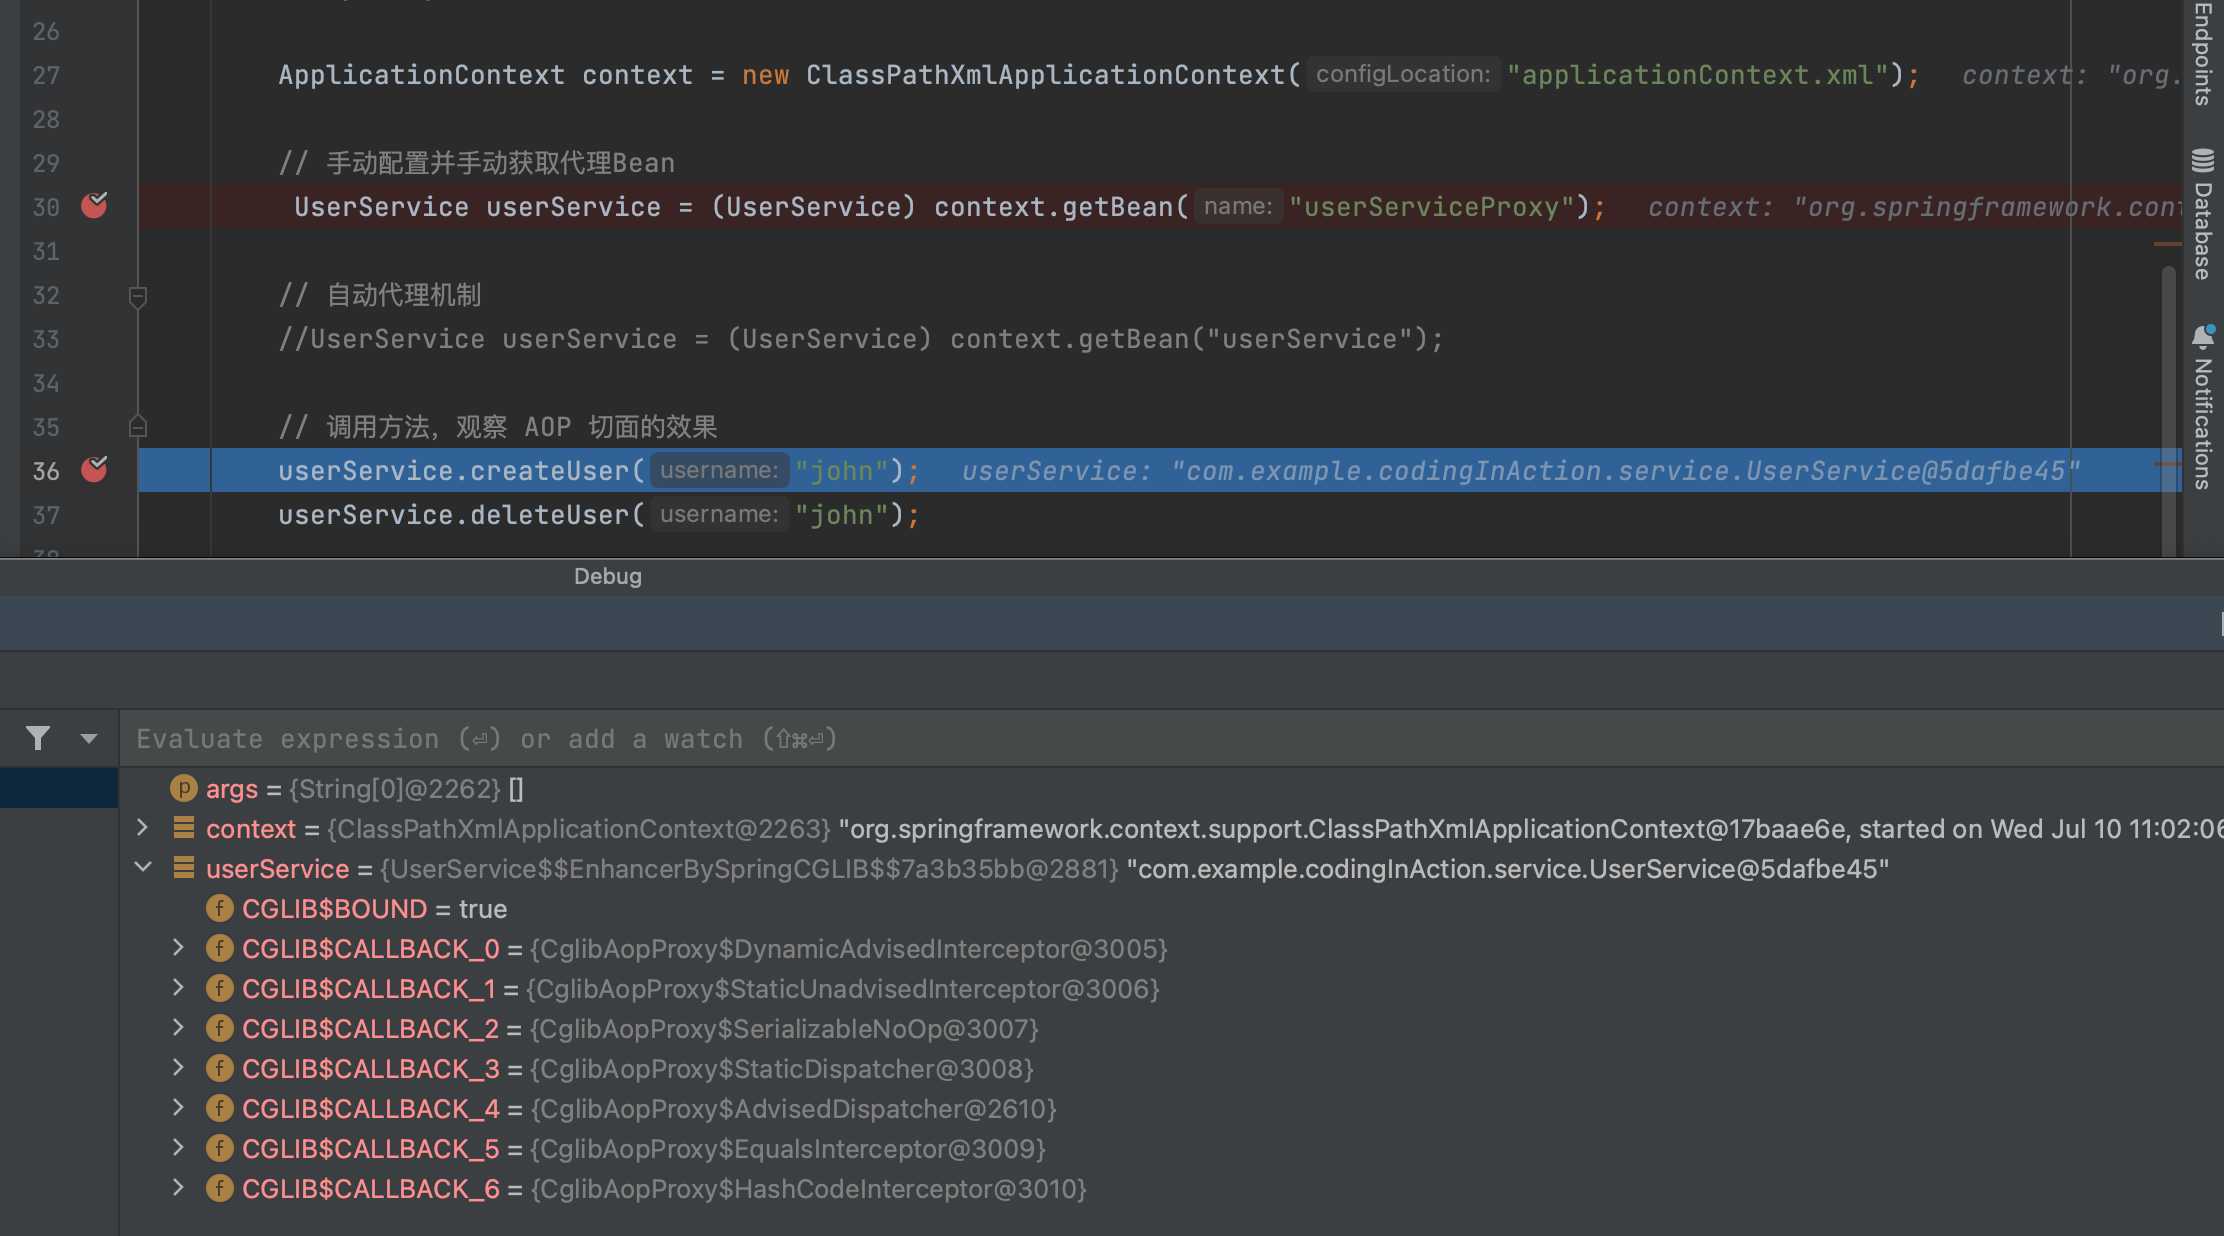 26
27 ApplicationContext context = new ClassPathXmlApplicationContext( configLocation: "applicationContext.xml"); context: "org.
28
29 // 手动配置并手动获取代理Bean
30 UserService userService = (UserService) context.getBean( name: "userServiceProxy"); context: "org.springframework.con
31
32 // 自动代理机制
33 //UserService userService = (UserService) context.getBean("userService");
34
35 // 调用方法，观察 AOP 切面的效果
36 userService.createUser( username: "john"); userService: "com.example.codingInAction.service.UserService@5dafbe45"
37 userService.deleteUser( username: "john");
38
Endpoints
Database
Notifications
Debug
Evaluate expression (⏎) or add a watch (⇧⌘⏎)
p args = {String[0]@2262} []
context = {ClassPathXmlApplicationContext@2263} "org.springframework.context.support.ClassPathXmlApplicationContext@17baae6e, started on Wed Jul 10 11:02:06
userService = {UserService$$EnhancerBySpringCGLIB$$7a3b35bb@2881} "com.example.codingInAction.service.UserService@5dafbe45"
f CGLIB$BOUND = true
f CGLIB$CALLBACK_0 = {CglibAopProxy$DynamicAdvisedInterceptor@3005}
f CGLIB$CALLBACK_1 = {CglibAopProxy$StaticUnadvisedInterceptor@3006}
f CGLIB$CALLBACK_2 = {CglibAopProxy$SerializableNoOp@3007}
f CGLIB$CALLBACK_3 = {CglibAopProxy$StaticDispatcher@3008}
f CGLIB$CALLBACK_4 = {CglibAopProxy$AdvisedDispatcher@2610}
f CGLIB$CALLBACK_5 = {CglibAopProxy$EqualsInterceptor@3009}
f CGLIB$CALLBACK_6 = {CglibAopProxy$HashCodeInterceptor@3010}